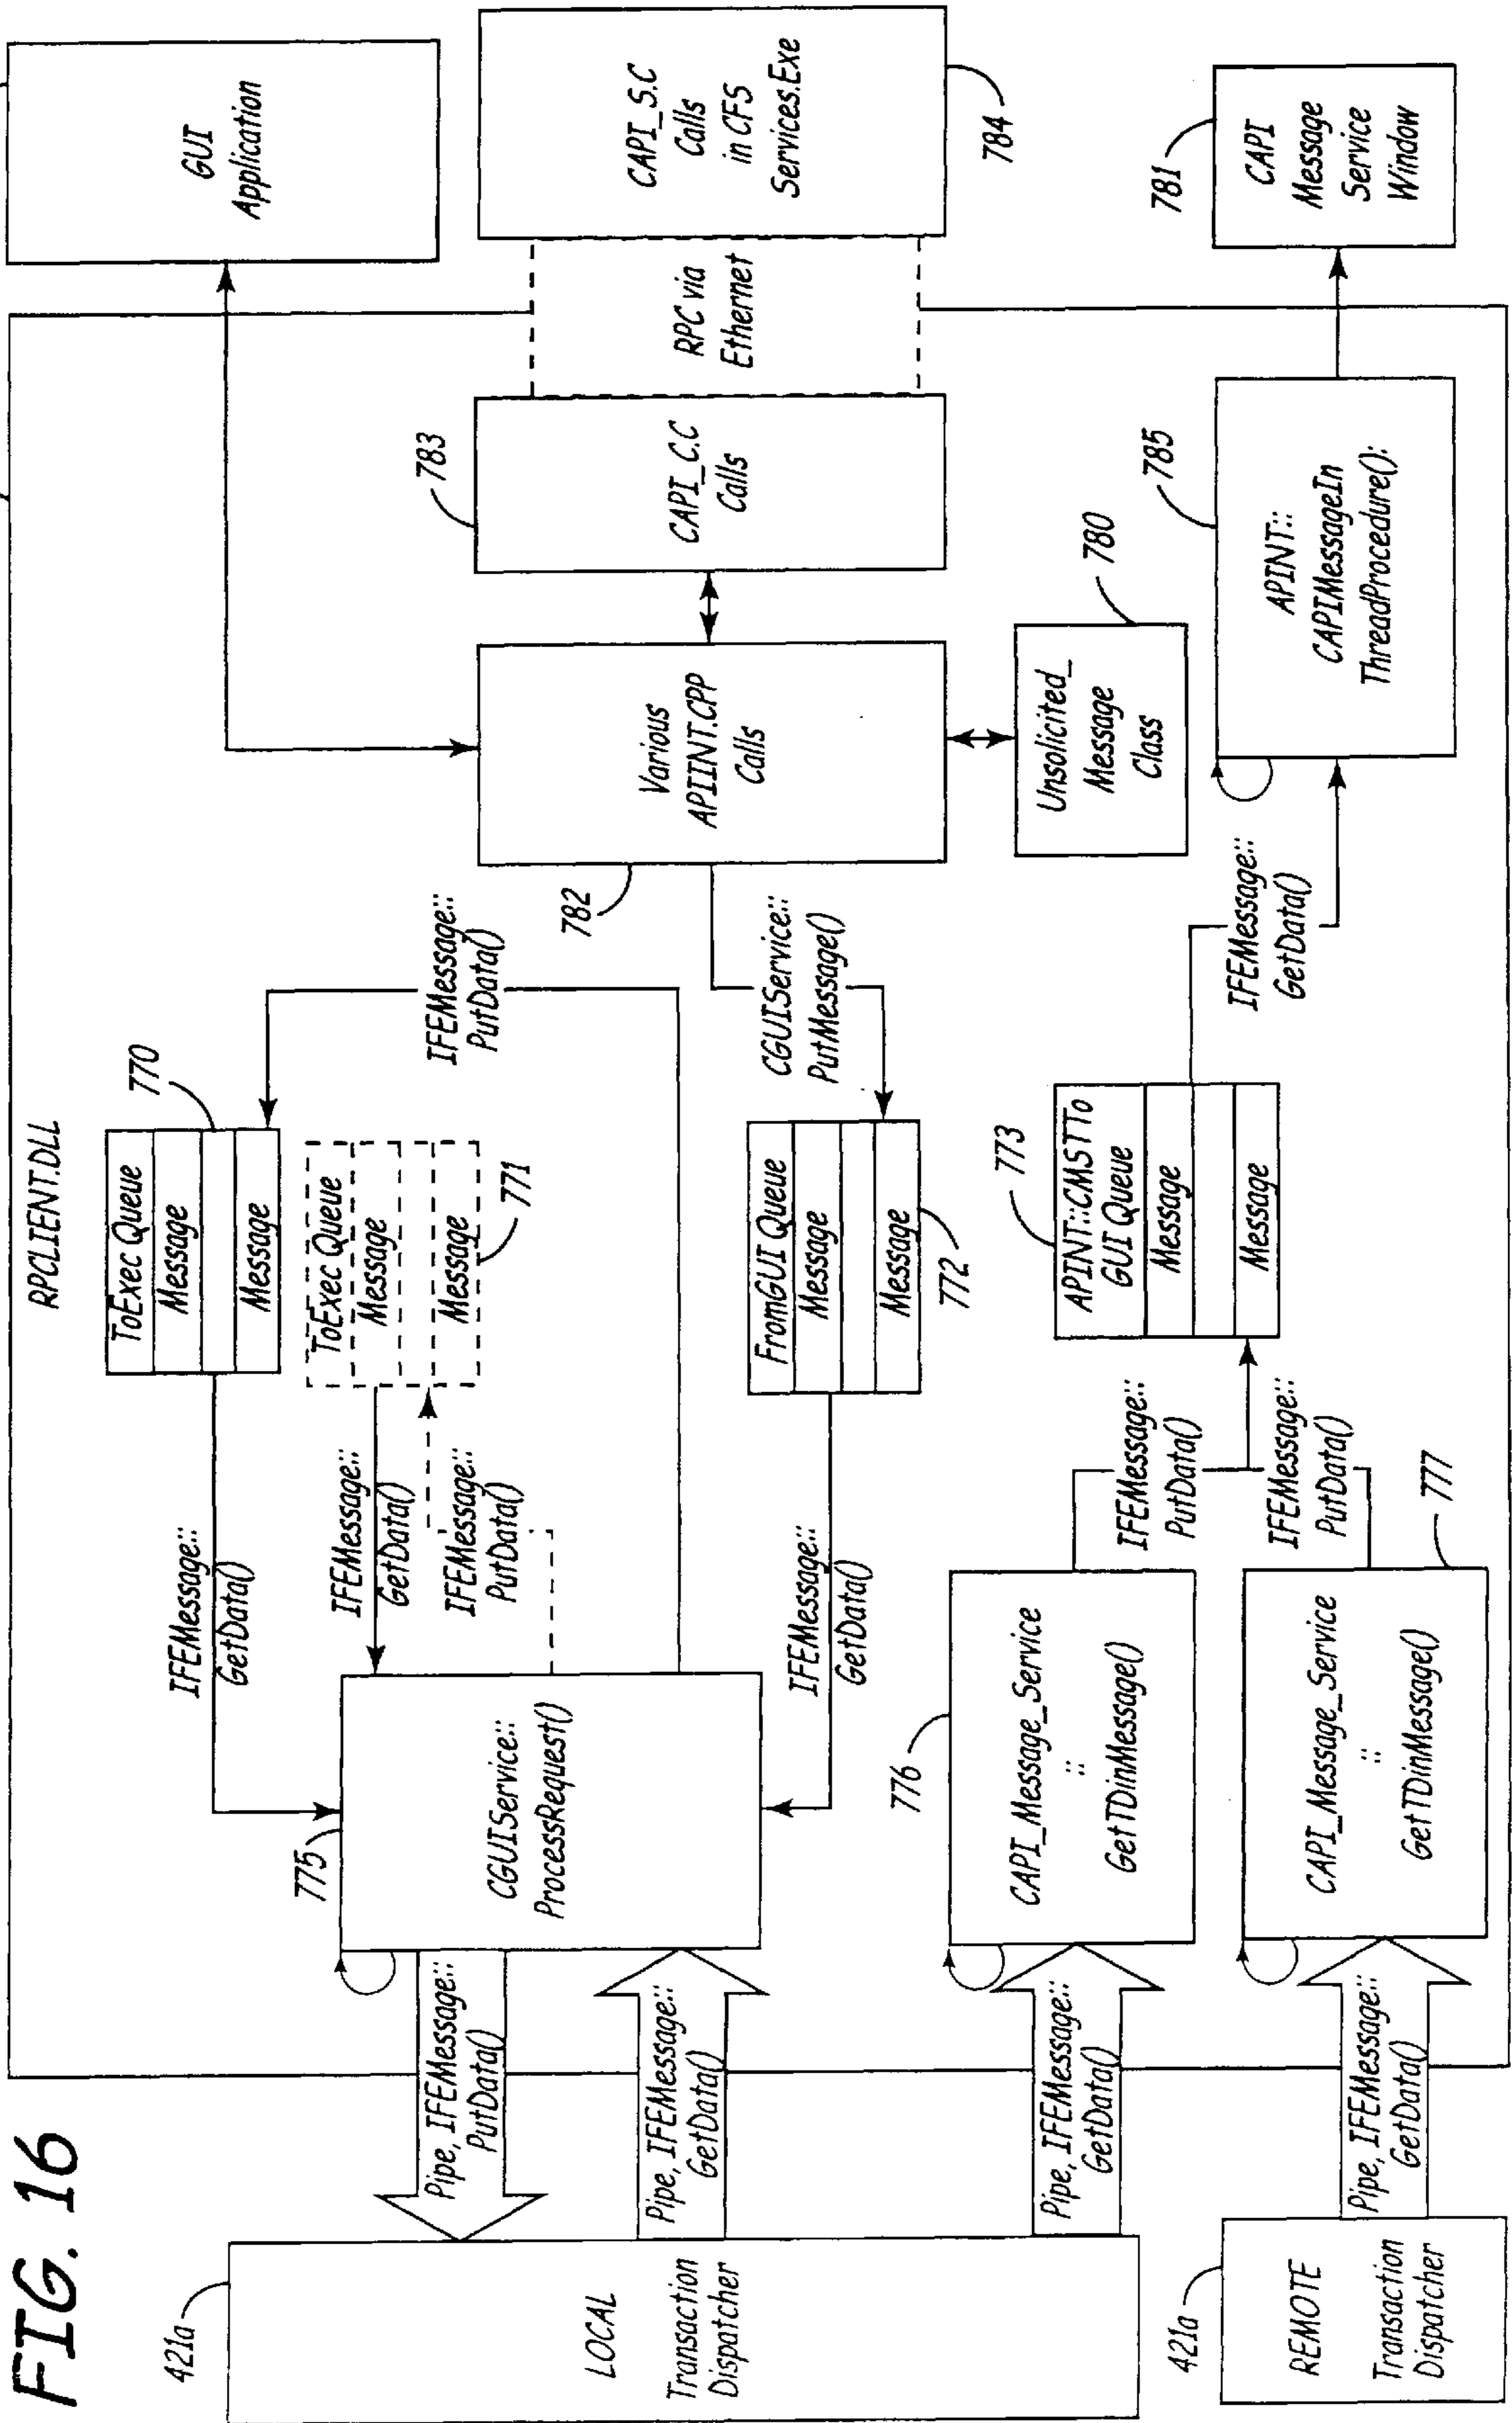 FIG. 16
RPCLIENT.DLL
421a
LOCAL
Transaction
Dispatcher
421a
REMOTE
Transaction
Dispatcher
Pipe, IFEMessage::
PutData()
Pipe, IFEMessage::
GetData()
Pipe, IFEMessage::
GetData()
Pipe, IFEMessage::
GetData()
775
CGUIService::
ProcessRequest()
776
CAPI_Message_Service
::
GetTDinMessage()
777
CAPI_Message_Service
::
GetTDinMessage()
IFEMessage::
GetData()
IFEMessage::
GetData()
IFEMessage::
PutData()
IFEMessage::
GetData()
IFEMessage::
PutData()
IFEMessage::
PutData()
770
ToExec Queue
Message
Message
771
ToExec Queue
Message
Message
772
FromGUI Queue
Message
Message
773
APINT::CMSTTo
GUI Queue
Message
Message
IFEMessage::
PutData()
CGUIService::
PutMessage()
IFEMessage::
GetData()
782
Various
APIINT.CPP
Calls
780
Unsolicited_
Message
Class
783
CAPI_C.C
Calls
785
APINT::
CAPIMessageIn
ThreadProcedure();
RPC via
Ethernet
GUI
Application
CAPI_S.C
Calls
in CFS
Services.Exe
784
781
CAPI
Message
Service
Window